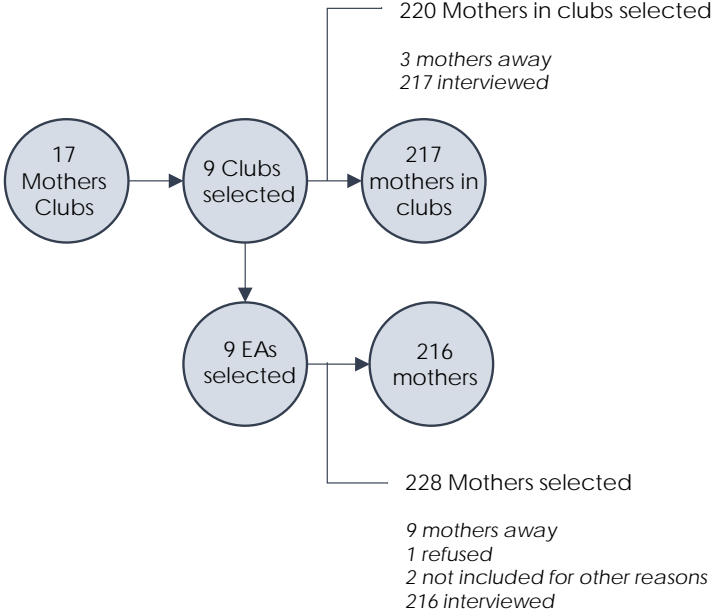 220 Mothers in clubs selected
3 mothers away
217 interviewed
17
Mothers
Clubs
9 Clubs
selected
217
mothers in
clubs
9 EAs
selected
216
mothers
228 Mothers selected
9 mothers away
1 refused
2 not included for other reasons
216 interviewed